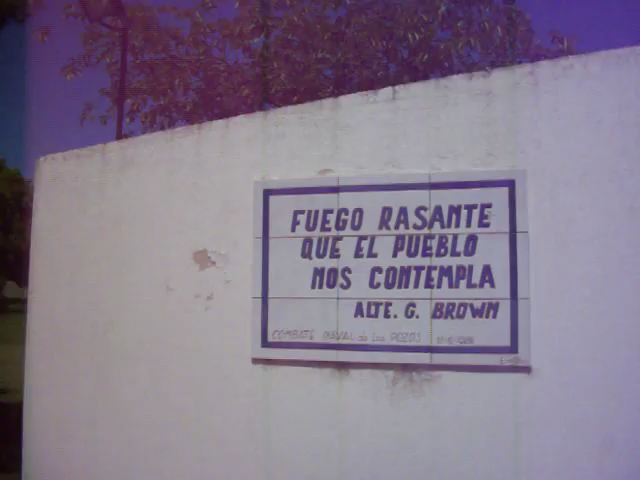 FUEGO RASANTE
QUE EL PUEBLO
NOS CONTEMPLA
ALTE. G. BROWN
COMBATE NAVAL de Los POZOS